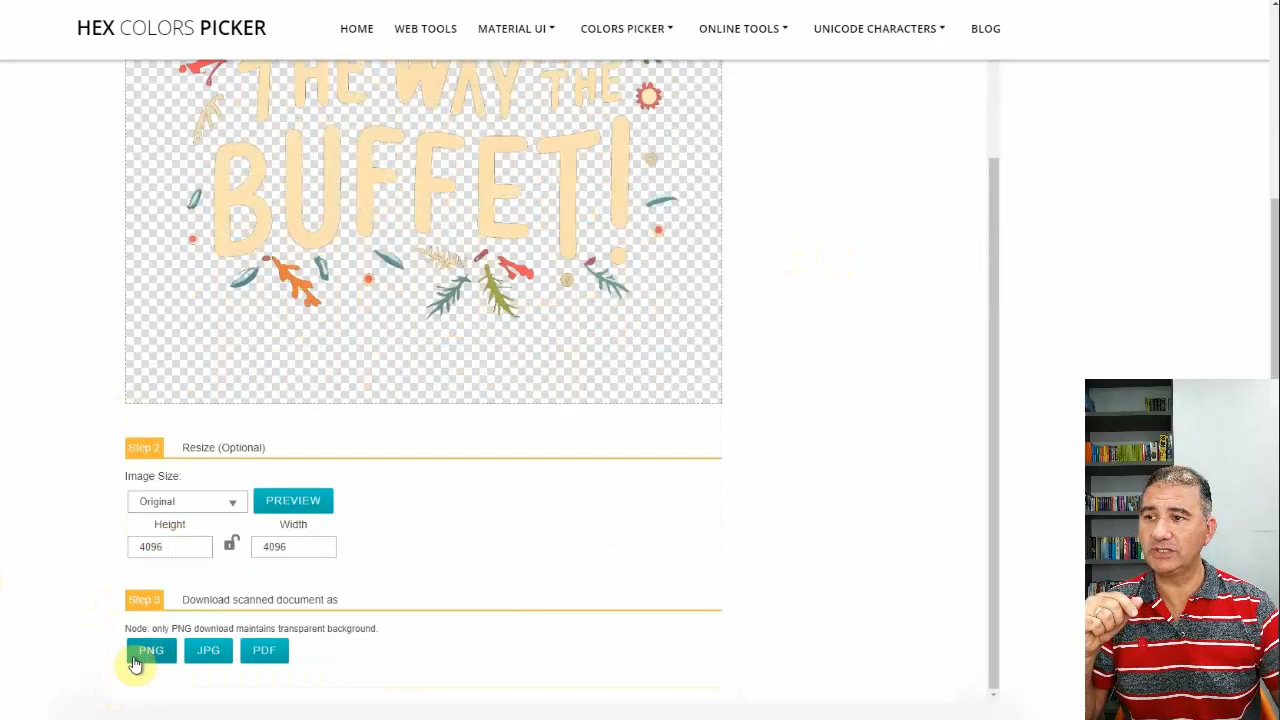 HEX COLORS PICKER
HOME WEB TOOLS MATERIAL UI COLORS PICKER ONLINE TOOLS UNICODE CHARACTERS BLOG
THE WAY THE
BUFFET!
Step 2 Resize (Optional)
Image Size:
Original PREVIEW
Height Width
4096 4096
Step 3 Download scanned document as
Node: only PNG download maintains transparent background.
PNG JPG PDF